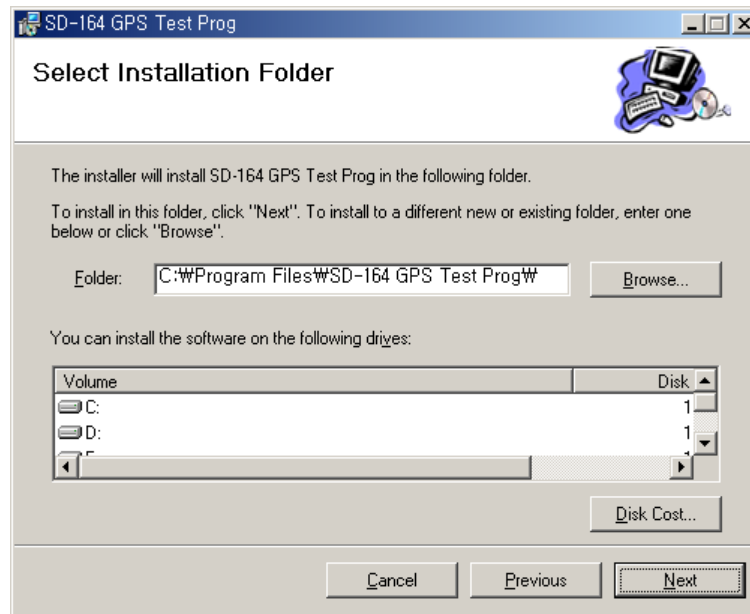 SD-164 GPS Test Prog
Select Installation Folder
The installer will install SD-164 GPS Test Prog in the following folder.
To install in this folder, click "Next". To install to a different new or existing folder, enter one
below or click "Browse".
Folder: C:₩Program Files₩SD-164 GPS Test Prog₩ Browse...
You can install the software on the following drives:
Volume Disk
C: 1
D: 1
Disk Cost...
Cancel Previous Next